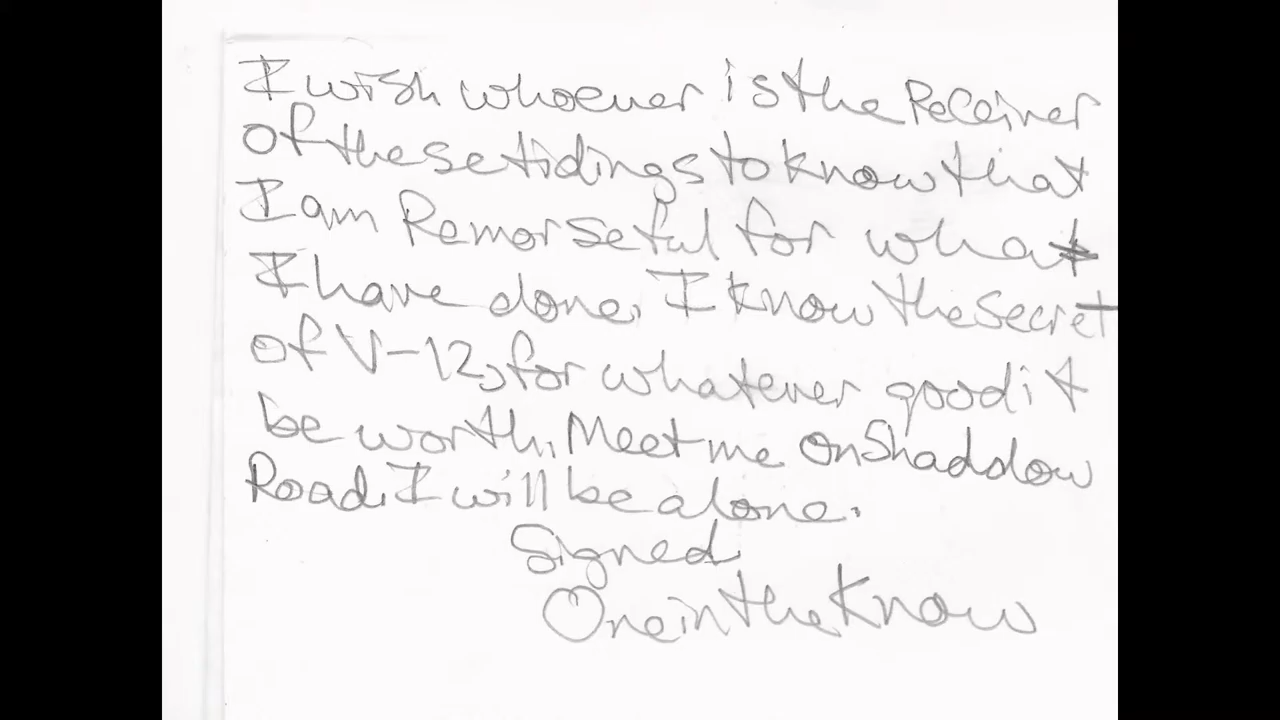 I wish whoever is the Receiver
of these tidings to know that
I am Remorseful for what
I have done. I know the secret
of V-12, for whatever good it
be worth. Meet me on Shaddow
Road. I will be alone.
Signed
One in the Know